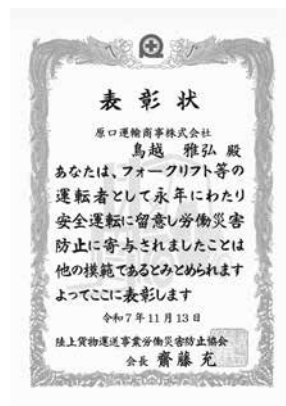 表彰状
原口運輸商事株式会社
鳥越 雅弘 殿
あなたは、フォークリフト等の
運転者として永年にわたり
安全運転に留意し労働災害
防止に寄与されましたことは
他の模範であるとみとめられます
よってここに表彰します
令和7年11月13日
陸上貨物運送事業労働災害防止協会
会長 齋藤 充